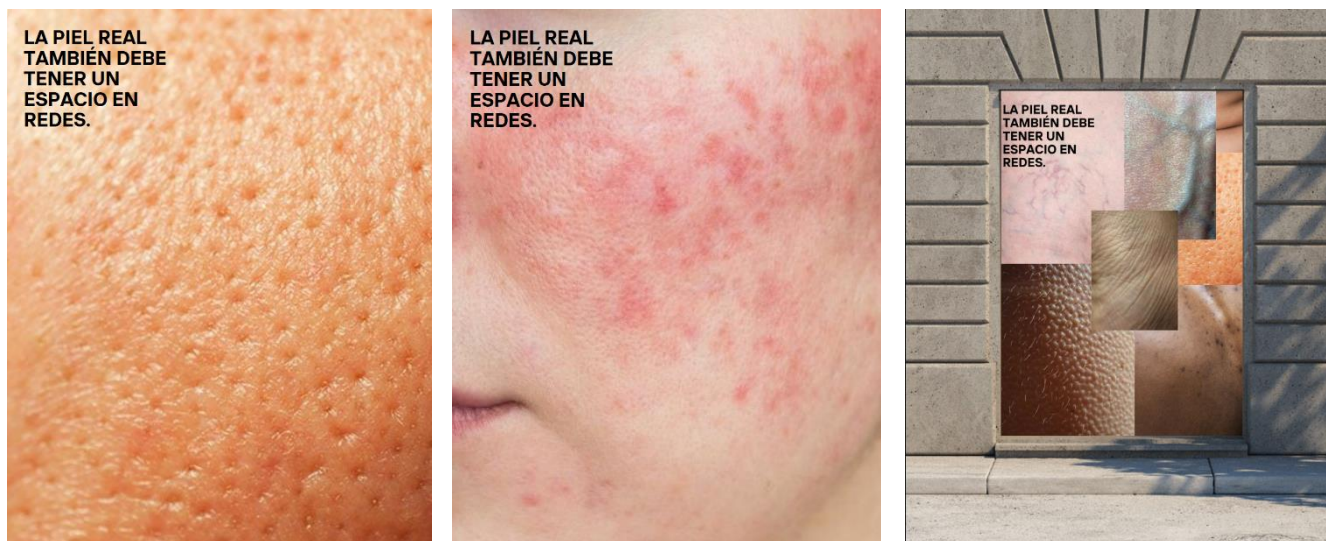 LA PIEL REAL
TAMBIÉN DEBE
TENER UN
ESPACIO EN
REDES.
LA PIEL REAL
TAMBIÉN DEBE
TENER UN
ESPACIO EN
REDES.
LA PIEL REAL
TAMBIÉN DEBE
TENER UN
ESPACIO EN
REDES.